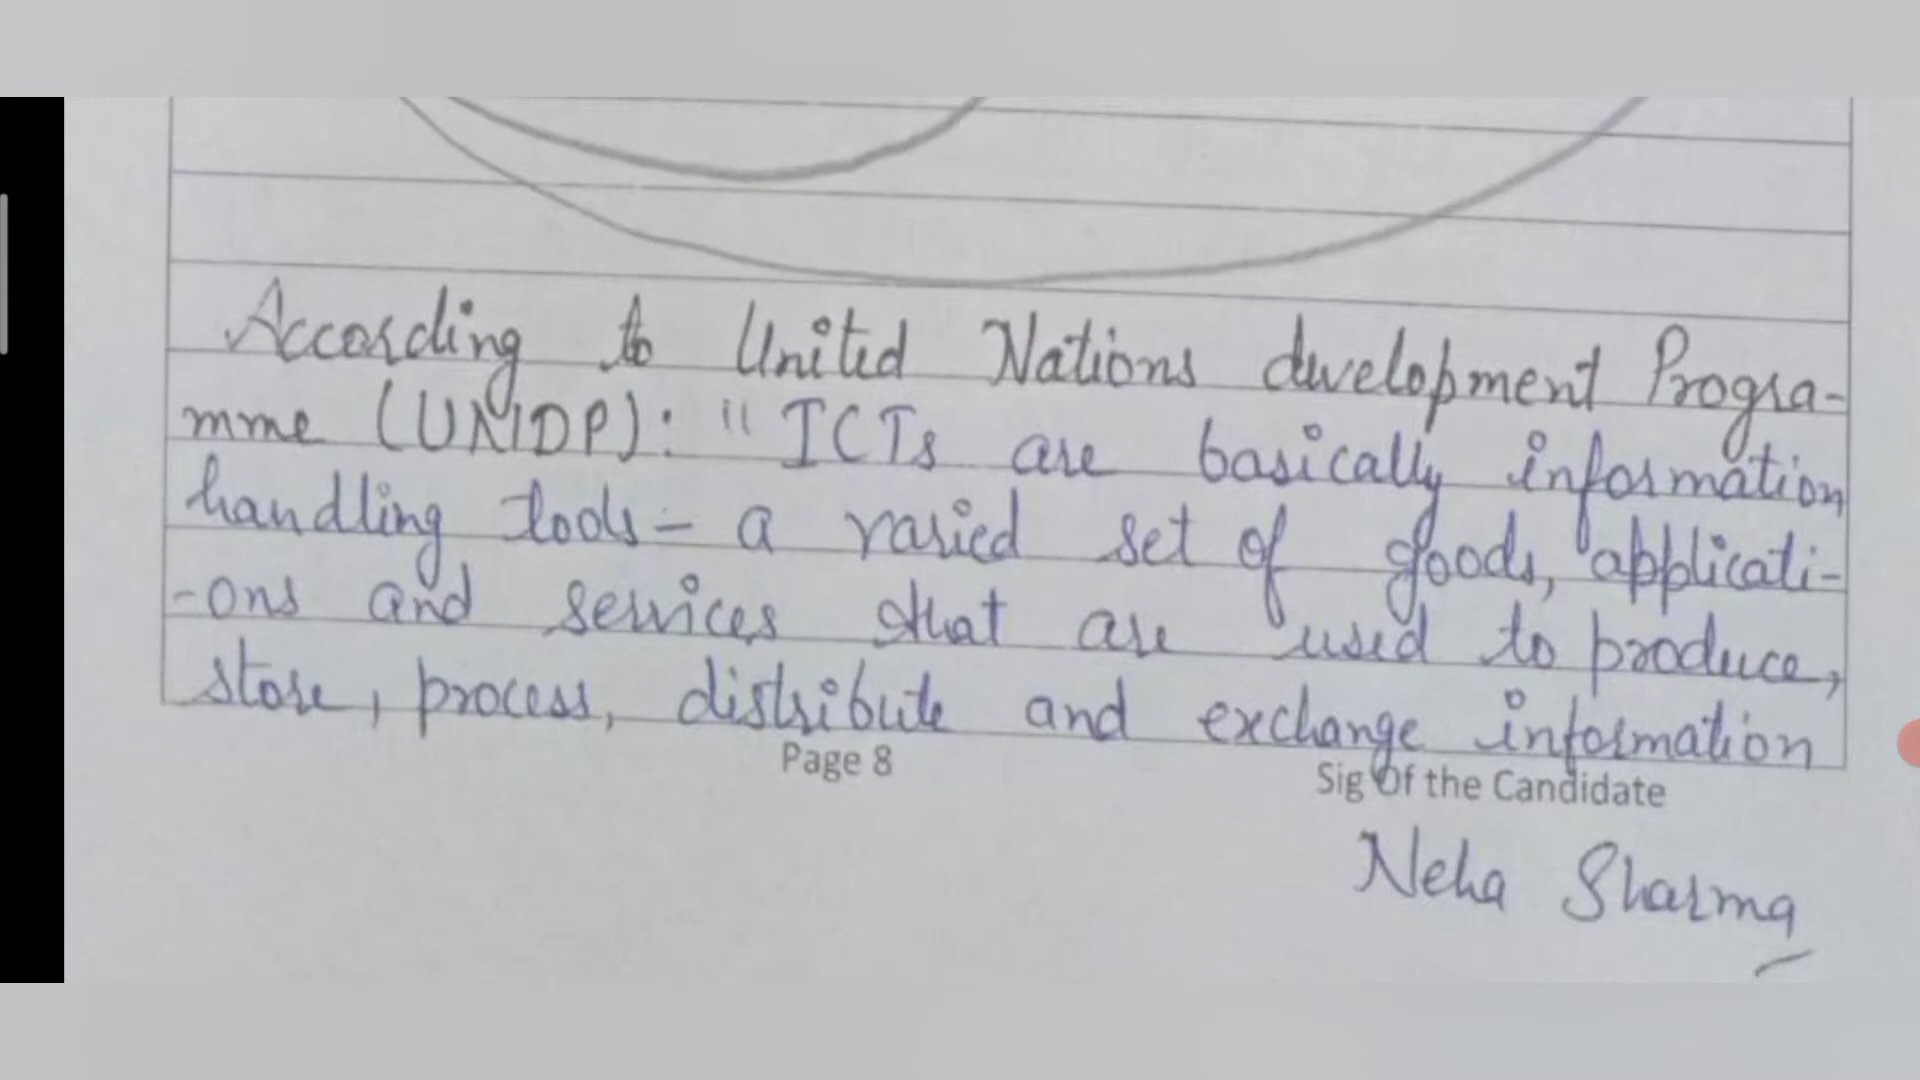 According to United Nations development Progra-
mme (UNDP): "ICTs are basically information
handling tools - a varied set of goods, applicati-
-ons and services that are used to produce,
store, process, distribute and exchange information
Page 8
Sig Of the Candidate
Neha Sharma